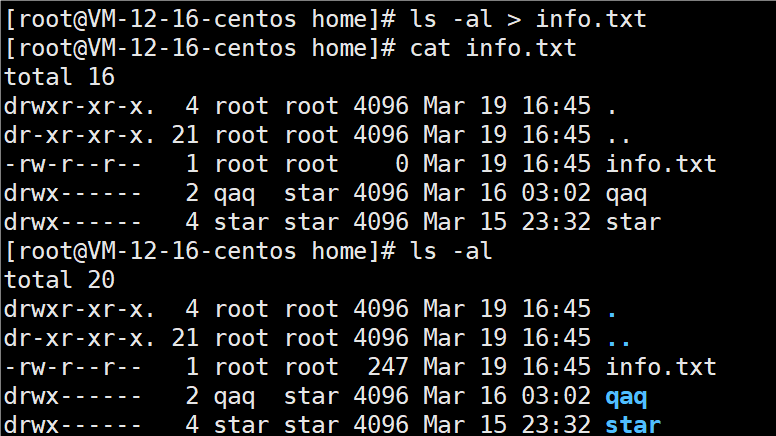 [root@VM-12-16-centos home]# ls -al > info.txt
[root@VM-12-16-centos home]# cat info.txt
total 16
drwxr-xr-x.  4 root root 4096 Mar 19 16:45 .
dr-xr-xr-x. 21 root root 4096 Mar 19 16:45 ..
-rw-r--r--   1 root root    0 Mar 19 16:45 info.txt
drwx------   2 qaq  star 4096 Mar 16 03:02 qaq
drwx------   4 star star 4096 Mar 15 23:32 star
[root@VM-12-16-centos home]# ls -al
total 20
drwxr-xr-x.  4 root root 4096 Mar 19 16:45 .
dr-xr-xr-x. 21 root root 4096 Mar 19 16:45 ..
-rw-r--r--   1 root root  247 Mar 19 16:45 info.txt
drwx------   2 qaq  star 4096 Mar 16 03:02 qaq
drwx------   4 star star 4096 Mar 15 23:32 star